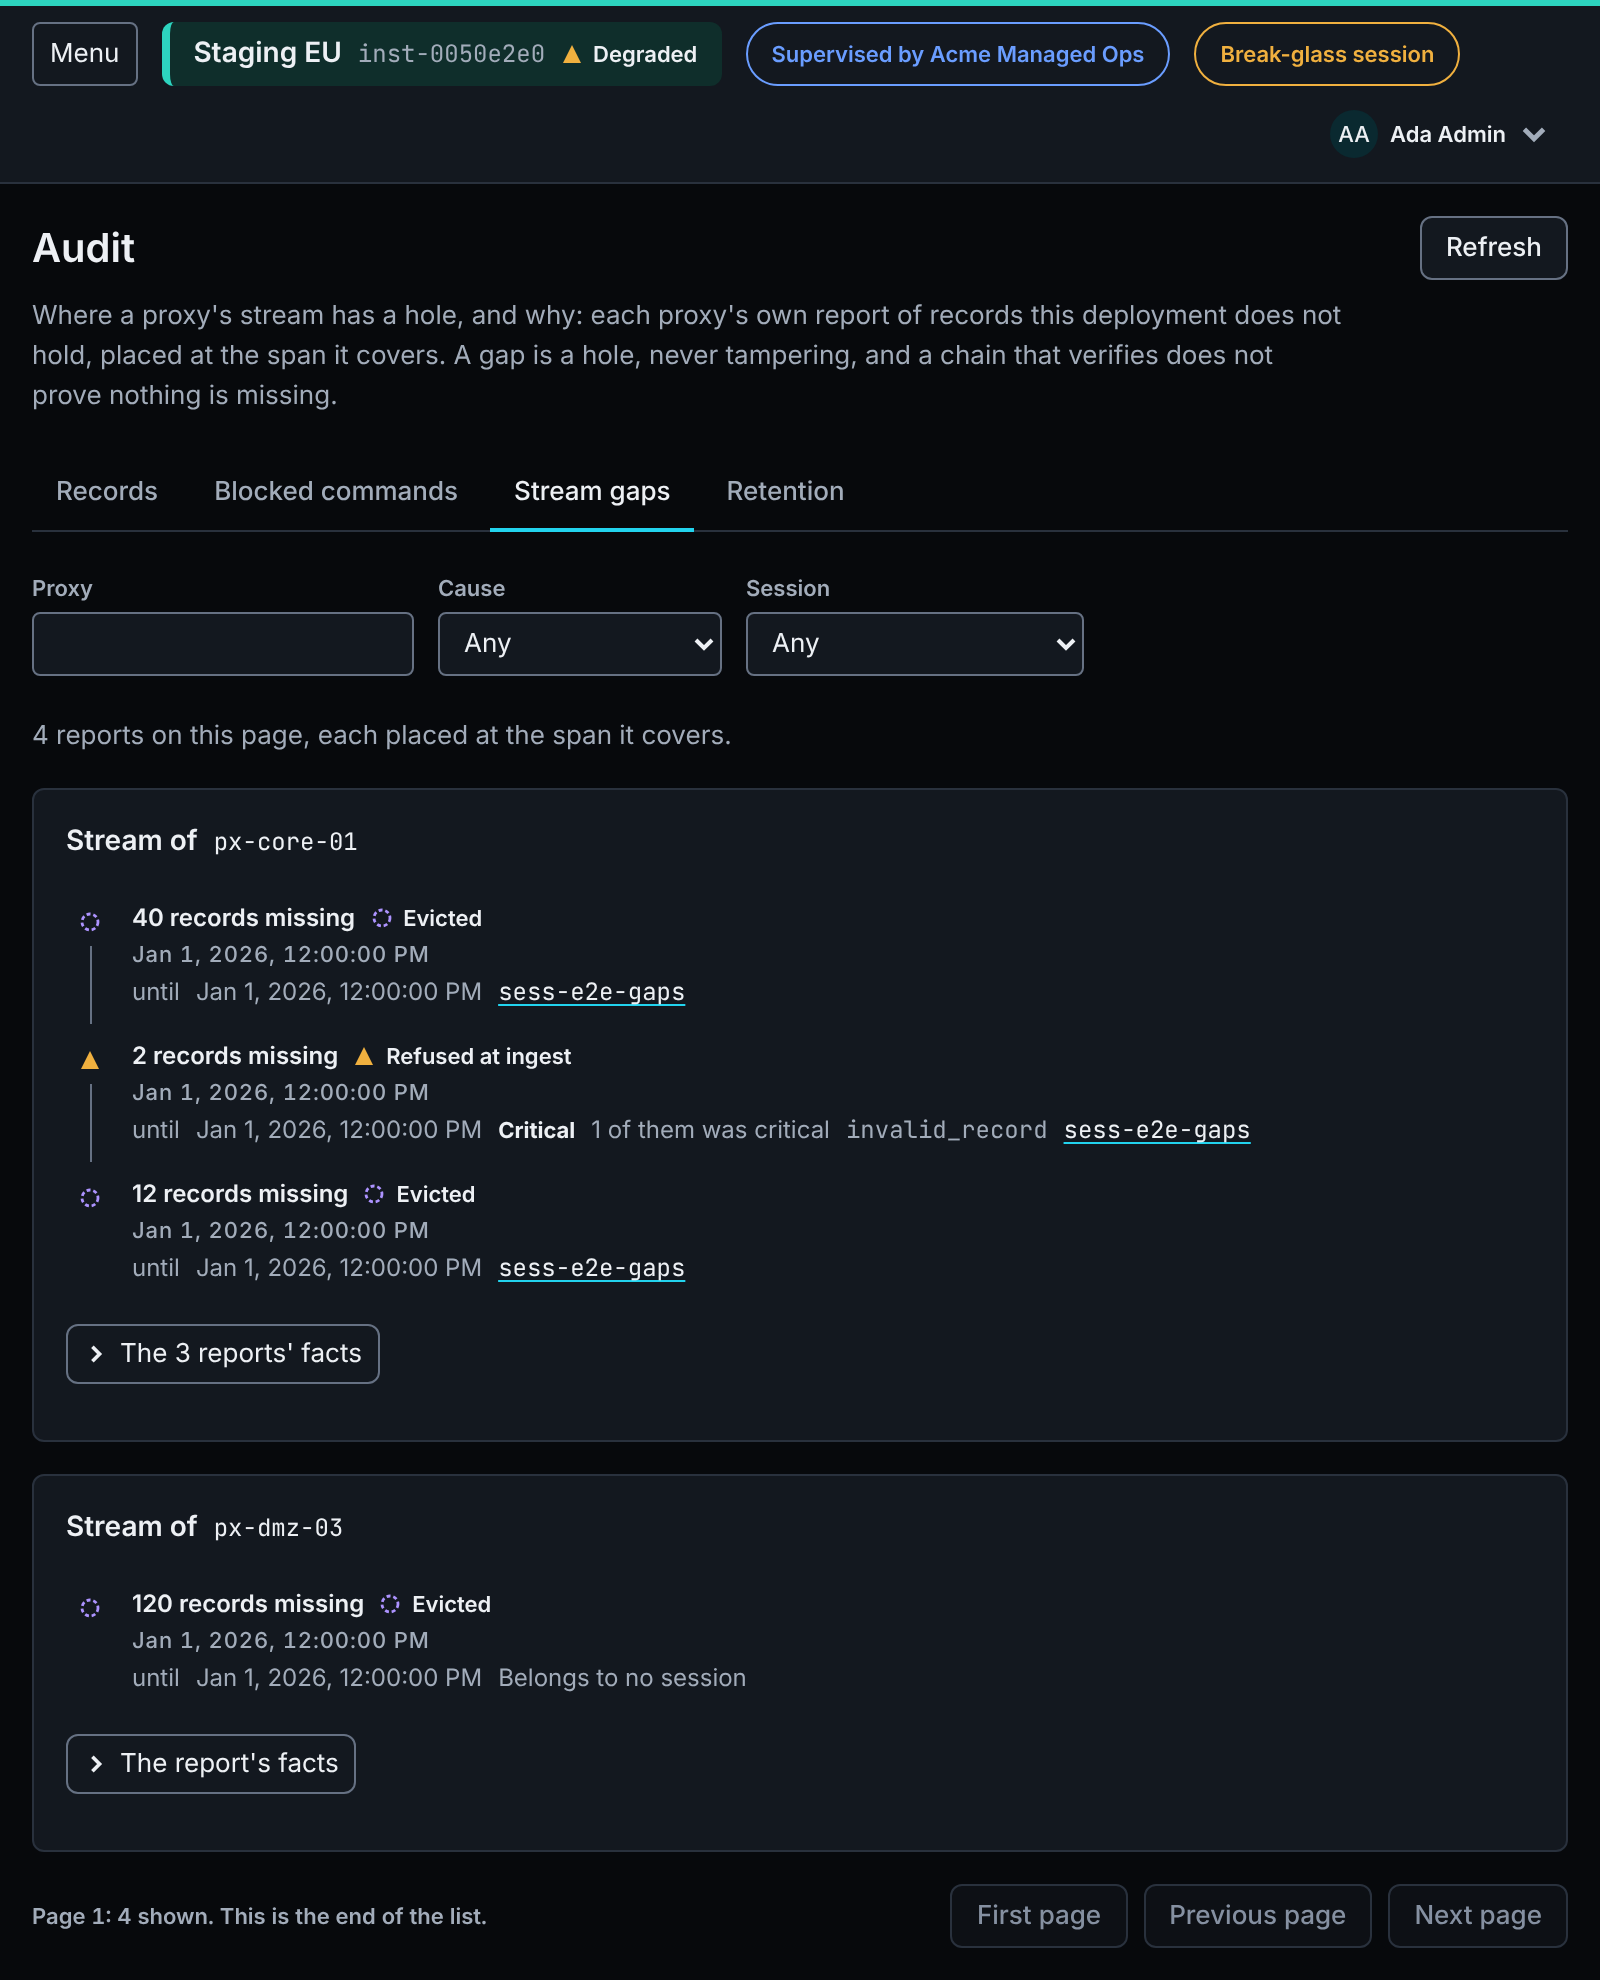 Menu
Staging EU inst-0050e2e0 Degraded
Supervised by Acme Managed Ops
Break-glass session
AA Ada Admin
Audit
Refresh
Where a proxy's stream has a hole, and why: each proxy's own report of records this deployment does not
hold, placed at the span it covers. A gap is a hole, never tampering, and a chain that verifies does not
prove nothing is missing.
Records Blocked commands Stream gaps Retention
Proxy Cause Session
Any Any
4 reports on this page, each placed at the span it covers.
Stream of px-core-01
40 records missing Evicted
Jan 1, 2026, 12:00:00 PM
until Jan 1, 2026, 12:00:00 PM sess-e2e-gaps
2 records missing Refused at ingest
Jan 1, 2026, 12:00:00 PM
until Jan 1, 2026, 12:00:00 PM Critical 1 of them was critical invalid_record sess-e2e-gaps
12 records missing Evicted
Jan 1, 2026, 12:00:00 PM
until Jan 1, 2026, 12:00:00 PM sess-e2e-gaps
The 3 reports' facts
Stream of px-dmz-03
120 records missing Evicted
Jan 1, 2026, 12:00:00 PM
until Jan 1, 2026, 12:00:00 PM Belongs to no session
The report's facts
Page 1: 4 shown. This is the end of the list.
First page Previous page Next page